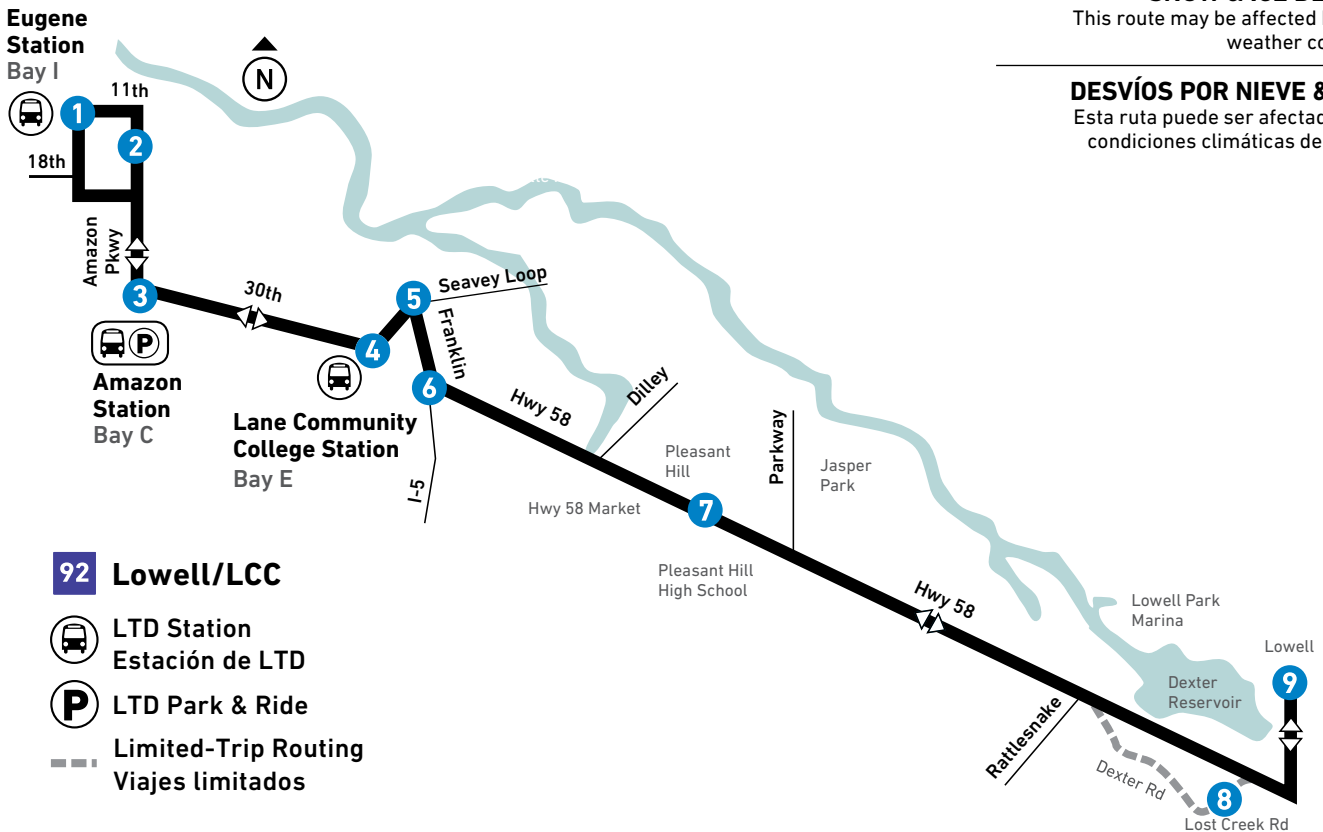 Eugene
Station
Bay I
N
11th
1
2
18th
Amazon
Pkwy
3
30th
Amazon
Station
Bay C
P
4
5
Seavey Loop
Franklin
6
Lane Community
College Station
Bay E
I-5
Hwy 58
Dilley
Pleasant
Hill
Hwy 58 Market
7
Parkway
Jasper
Park
Pleasant Hill
High School
Hwy 58
Lowell Park
Marina
Lowell
9
Dexter
Reservoir
Rattlesnake
Dexter Rd
8
Lost Creek Rd
This route may be affected
weather
DESVÍOS POR NIEVE &
Esta ruta puede ser
condiciones climáticas
92 Lowell/LCC
LTD Station
Estación de LTD
P LTD Park & Ride
Limited-Trip Routing
Viajes limitados